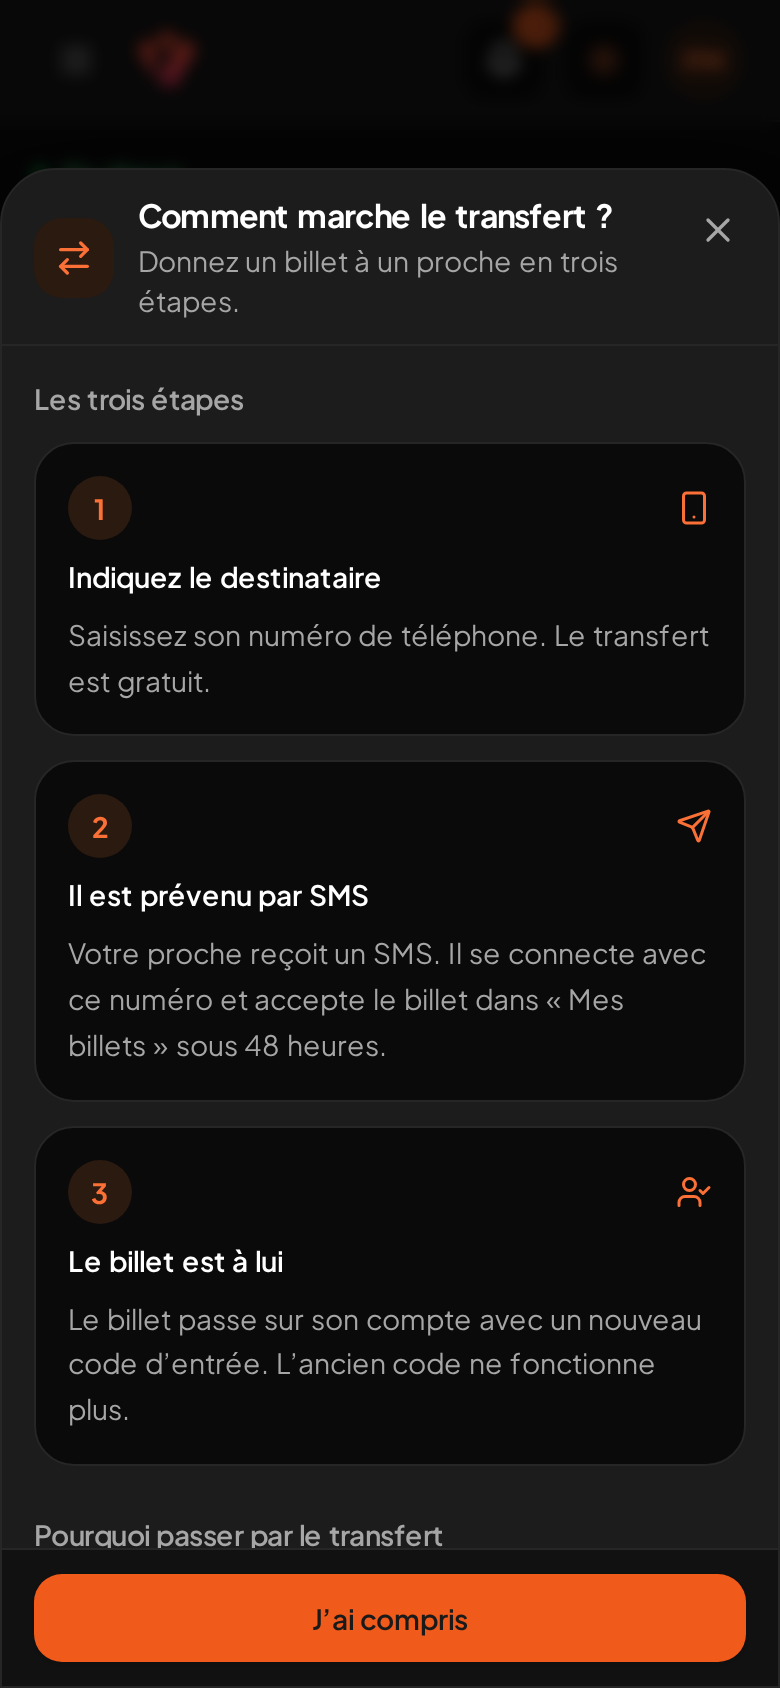 Comment marche le transfert ?
Donnez un billet à un proche en trois
étapes.
Les trois étapes
1
Indiquez le destinataire
Saisissez son numéro de téléphone. Le transfert
est gratuit.
2
Il est prévenu par SMS
Votre proche reçoit un SMS. Il se connecte avec
ce numéro et accepte le billet dans « Mes
billets » sous 48 heures.
3
Le billet est à lui
Le billet passe sur son compte avec un nouveau
code d’entrée. L’ancien code ne fonctionne
plus.
Pourquoi passer par le transfert
J’ai compris